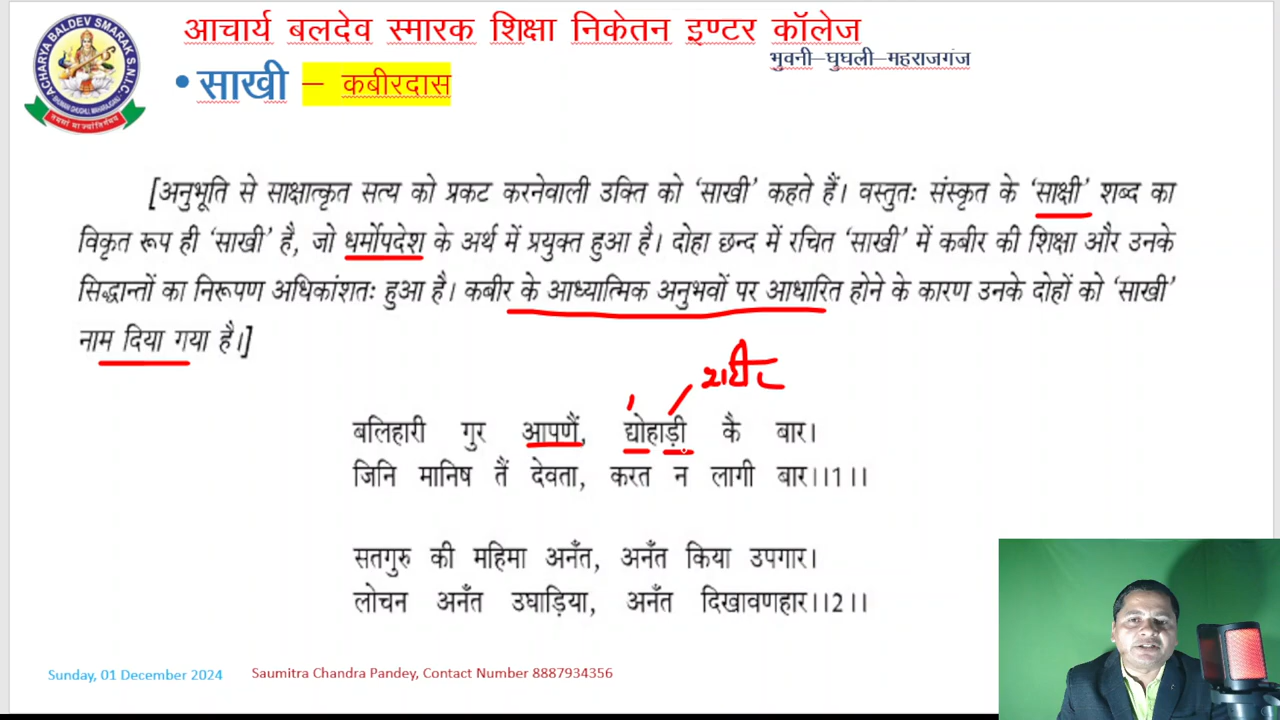 आचार्य बलदेव स्मारक शिक्षा निकेतन इण्टर कॉलेज
भुवनी–घुघली–महराजगंज
• साखी – कबीरदास
ACHARYA BALDEV SMARAK S.N.I.C.
[अनुभूति से साक्षात्कृत सत्य को प्रकट करनेवाली उक्ति को ‘साखी’ कहते हैं। वस्तुतः संस्कृत के ‘साक्षी’ शब्द का
विकृत रूप ही ‘साखी’ है, जो धर्मोपदेश के अर्थ में प्रयुक्त हुआ है। दोहा छन्द में रचित ‘साखी’ में कबीर की शिक्षा और उनके
सिद्धान्तों का निरूपण अधिकांशतः हुआ है। कबीर के आध्यात्मिक अनुभवों पर आधारित होने के कारण उनके दोहों को ‘साखी’
नाम दिया गया है।]
बलिहारी गुर आपणैं, द्योहाड़ी कै बार।
जिनि मानिष तैं देवता, करत न लागी बार।।1।।
सतगुरु की महिमा अनँत, अनँत किया उपगार।
लोचन अनँत उघाड़िया, अनँत दिखावणहार।।2।।
Sunday, 01 December 2024
Saumitra Chandra Pandey, Contact Number 8887934356